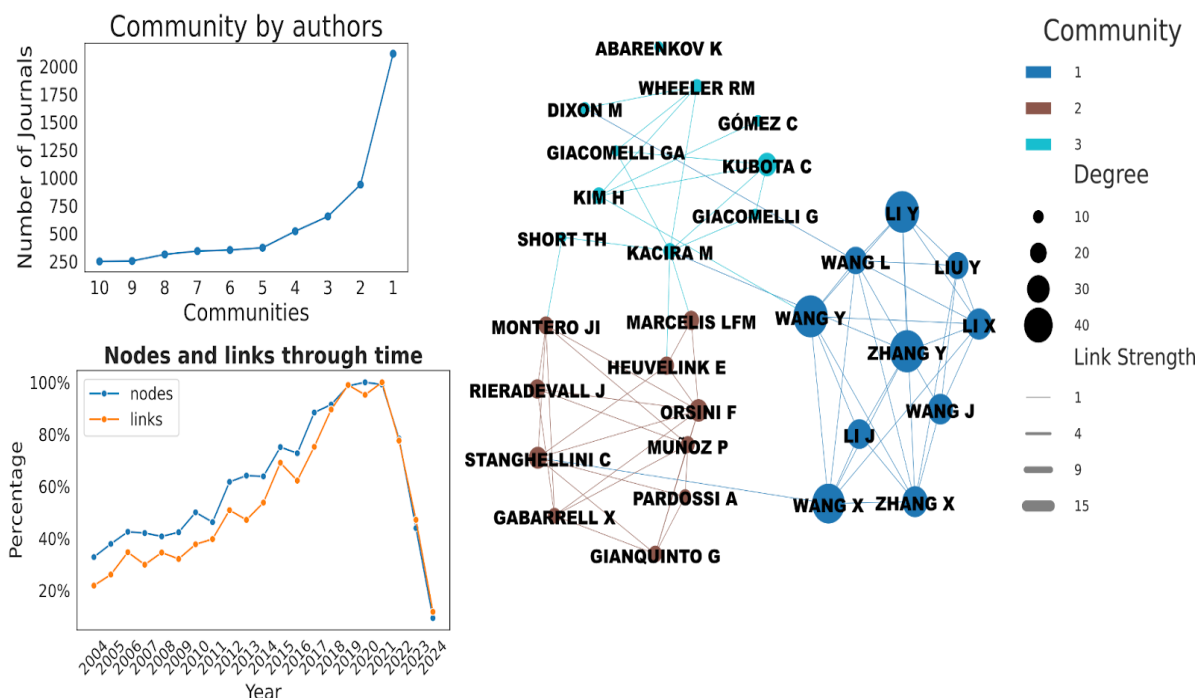 Community by authors
Number of Journals
2000
1750
1500
1250
1000
750
500
250
10 9 8 7 6 5 4 3 2 1
Communities
Nodes and links through time
nodes
links
Percentage
100%
80%
60%
40%
20%
2004 2005 2006 2007 2008 2009 2010 2011 2012 2013 2014 2015 2016 2017 2018 2019 2020 2021 2022 2023 2024
Year
ABARENKOV K
WHEELER RM
DIXON M
GÓMEZ C
GIACOMELLI GA
KUBOTA C
KIM H
GIACOMELLI G
SHORT TH
KACIRA M
LI Y
WANG L
LIU Y
WANG Y
LI X
ZHANG Y
WANG J
LI J
WANG X
ZHANG X
MONTERO JI
MARCELIS LFM
HEUVELINK E
RIERADEVALL J
ORSINI F
MUÑOZ P
STANGHELLINI C
PARDOSSI A
GABARRELL X
GIANQUINTO G
Community
1
2
3
Degree
10
20
30
40
Link Strength
1
4
9
15